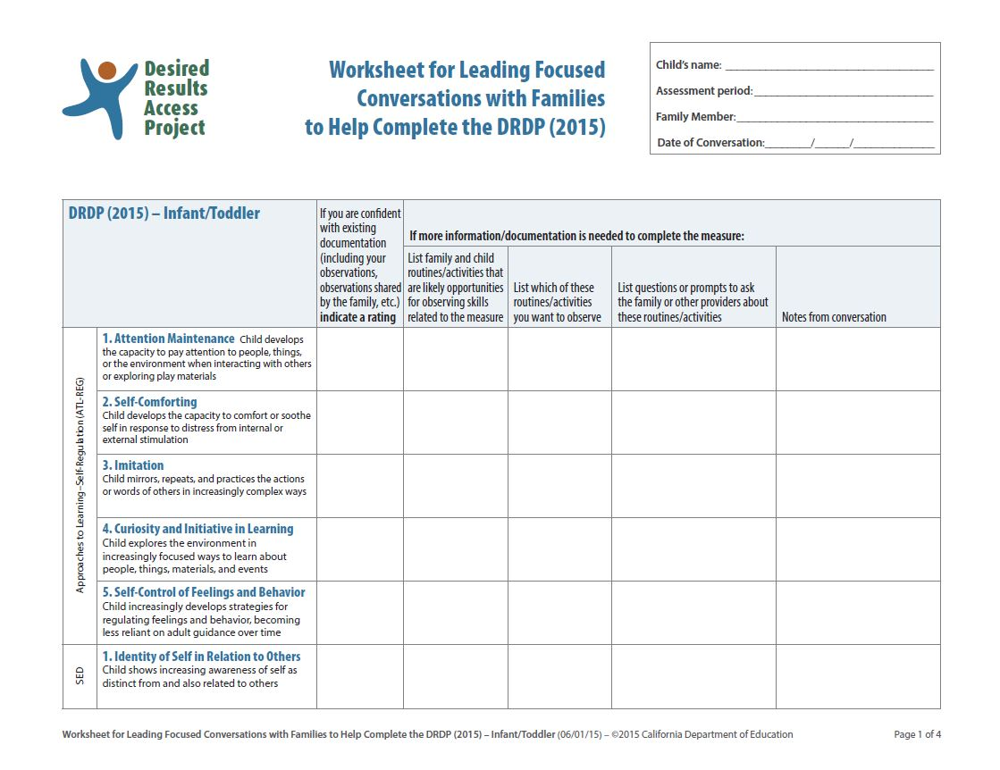 Desired
Results
Access
Project
Worksheet for Leading Focused
Conversations with Families
to Help Complete the DRDP (2015)
Child's name: ___________________________________
Assessment period: ______________________________
Family Member: _________________________________
Date of Conversation:________/______/______________
DRDP (2015) – Infant/Toddler
If you are confident
with existing
documentation
(including your
observations,
observations shared
by the family, etc.)
indicate a rating
If more information/documentation is needed to complete the measure:
List family and child
routines/activities that
are likely opportunities
for observing skills
related to the measure
List which of these
routines/activities
you want to observe
List questions or prompts to ask
the family or other providers about
these routines/activities
Notes from conversation
Approaches to Learning–Self-Regulation (ATL-REG)
1. Attention Maintenance Child develops
the capacity to pay attention to people, things,
or the environment when interacting with others
or exploring play materials
2. Self-Comforting
Child develops the capacity to comfort or soothe
self in response to distress from internal or
external stimulation
3. Imitation
Child mirrors, repeats, and practices the actions
or words of others in increasingly complex ways
4. Curiosity and Initiative in Learning
Child explores the environment in
increasingly focused ways to learn about
people, things, materials, and events
5. Self-Control of Feelings and Behavior
Child increasingly develops strategies for
regulating feelings and behavior, becoming
less reliant on adult guidance over time
SED
1. Identity of Self in Relation to Others
Child shows increasing awareness of self as
distinct from and also related to others
Worksheet for Leading Focused Conversations with Families to Help Complete the DRDP (2015) – Infant/Toddler (06/01/15) – ©2015 California Department of Education
Page 1 of 4